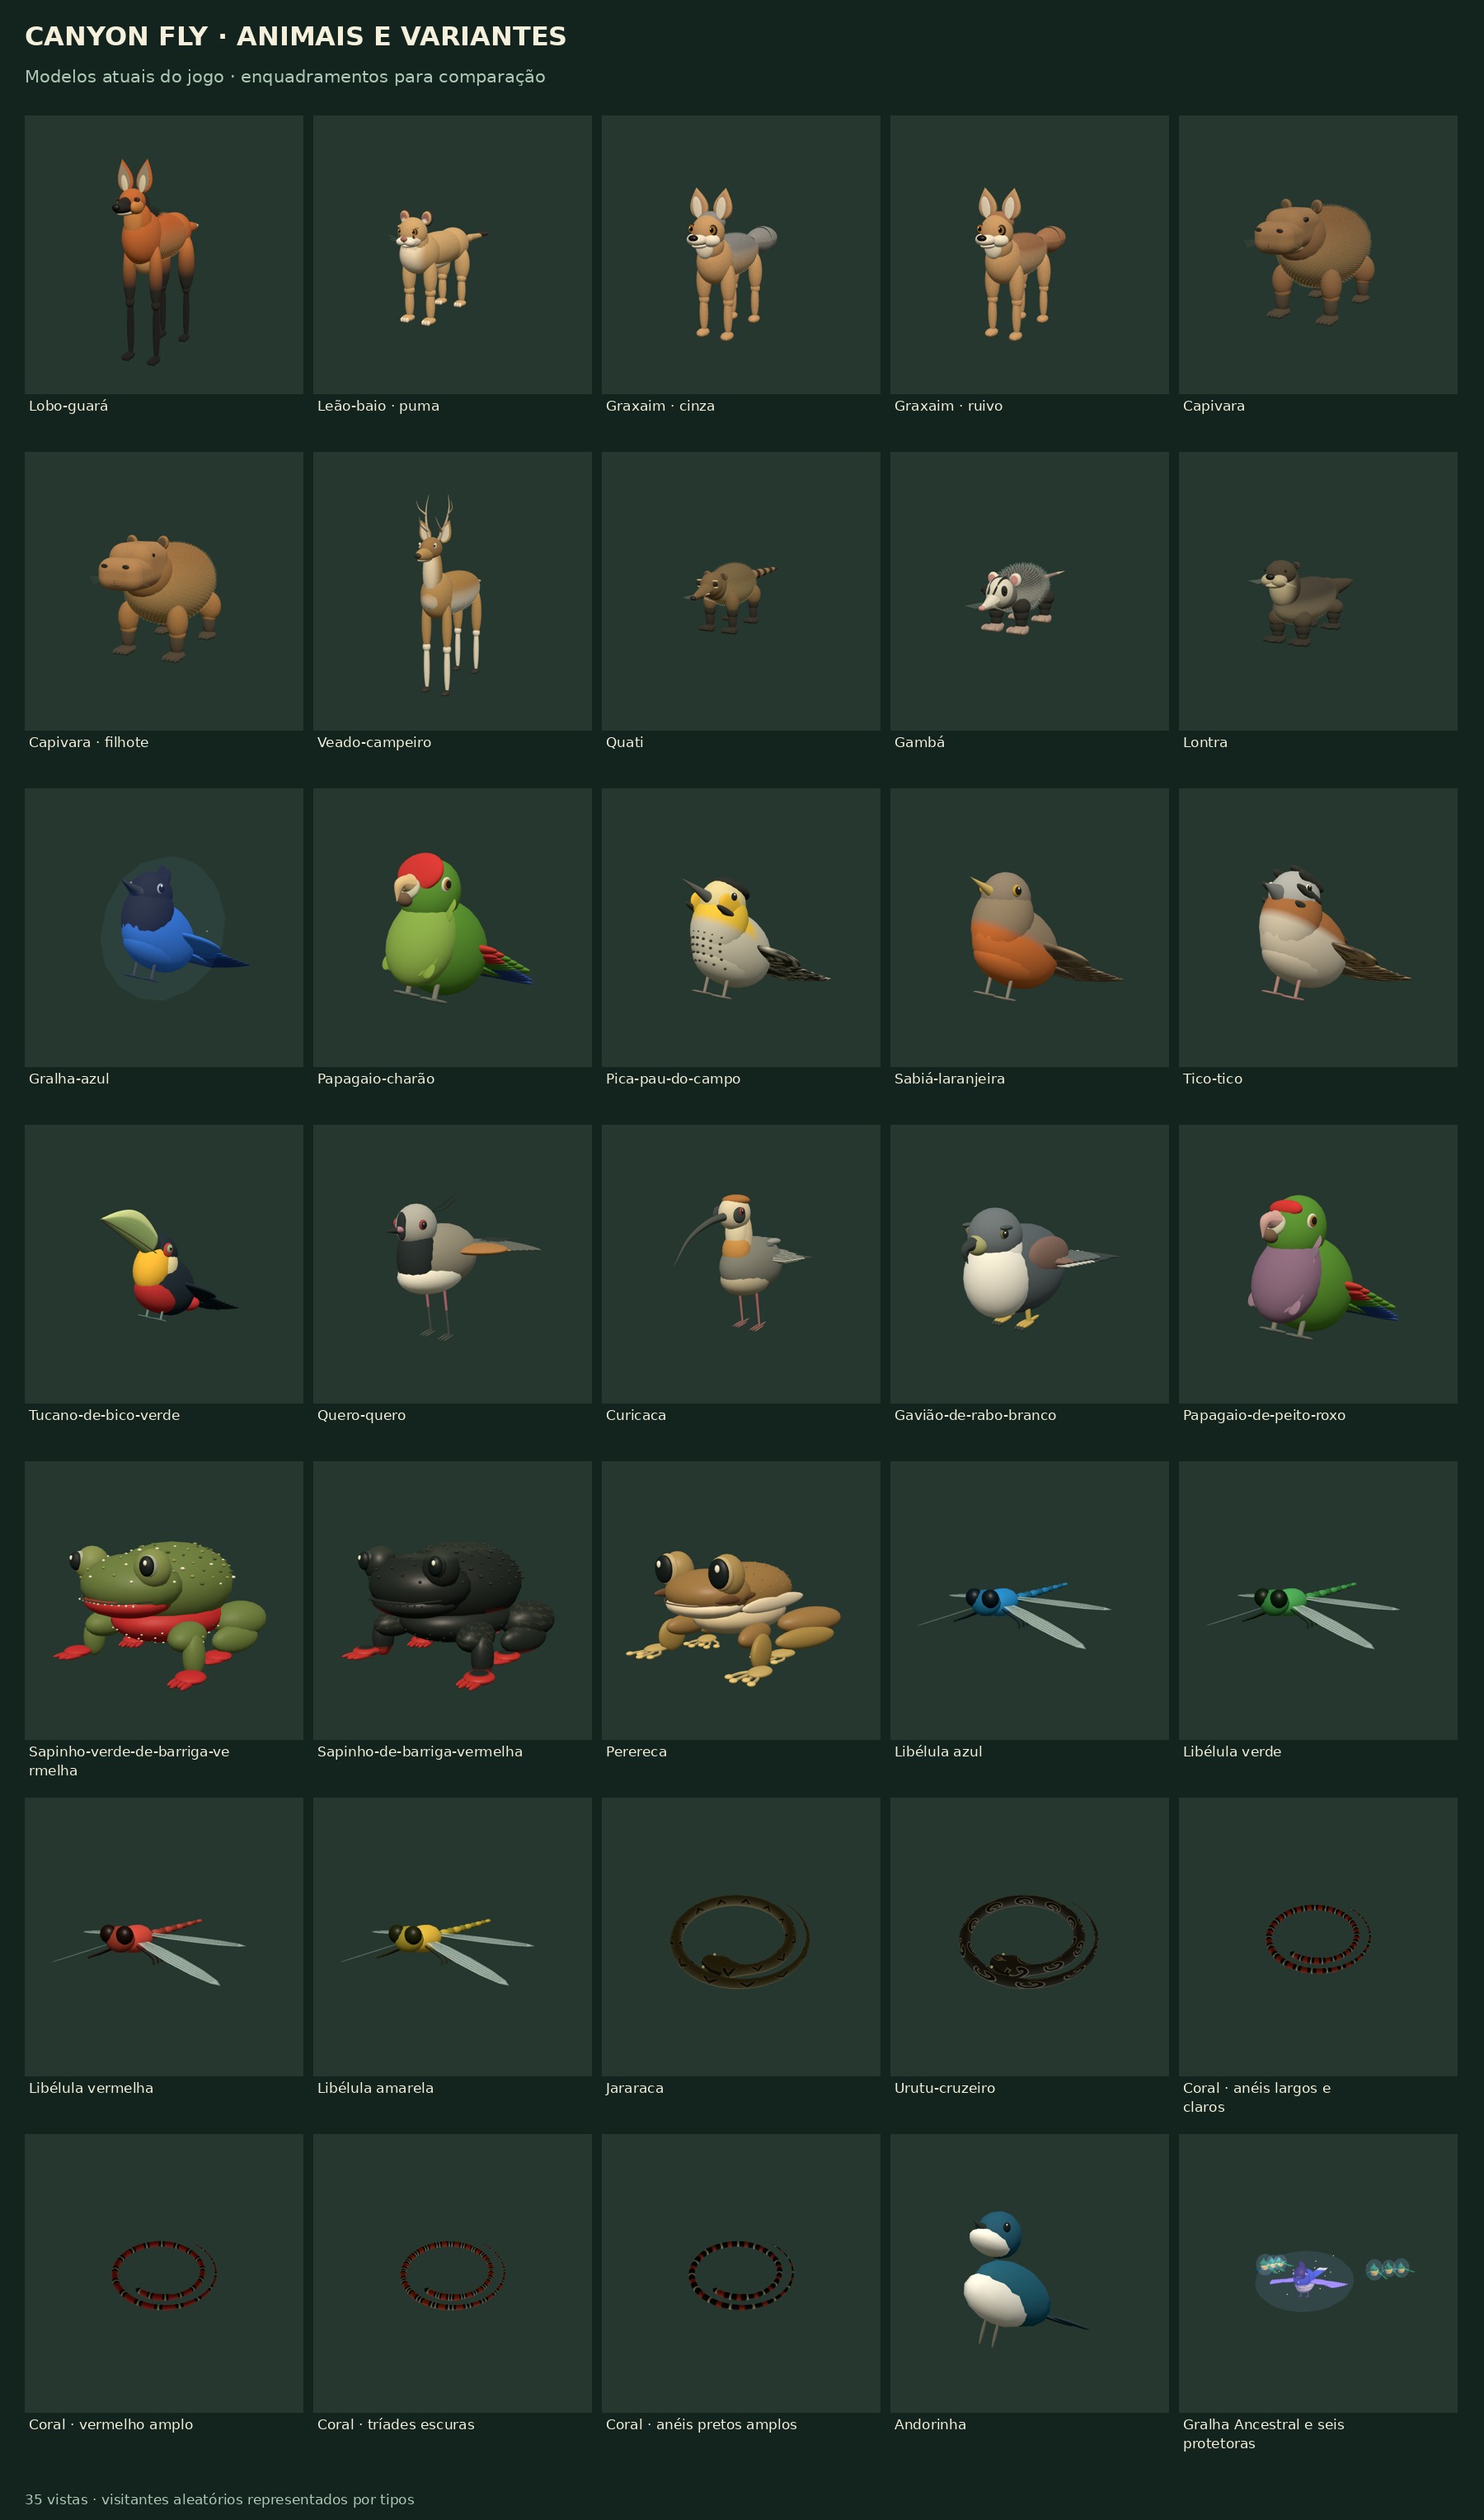 CANYON FLY · ANIMAIS E VARIANTES
Modelos atuais do jogo · enquadramentos para comparação
Lobo-guará
Leão-baio · puma
Graxaim · cinza
Graxaim · ruivo
Capivara
Capivara · filhote
Veado-campeiro
Quati
Gambá
Lontra
Gralha-azul
Papagaio-charão
Pica-pau-do-campo
Sabiá-laranjeira
Tico-tico
Tucano-de-bico-verde
Quero-quero
Curicaca
Gavião-de-rabo-branco
Papagaio-de-peito-roxo
Sapinho-verde-de-barriga-ve
rmelha
Sapinho-de-barriga-vermelha
Perereca
Libélula azul
Libélula verde
Libélula vermelha
Libélula amarela
Jararaca
Urutu-cruzeiro
Coral · anéis largos e
claros
Coral · vermelho amplo
Coral · tríades escuras
Coral · anéis pretos amplos
Andorinha
Gralha Ancestral e seis
protetoras
35 vistas · visitantes aleatórios representados por tipos